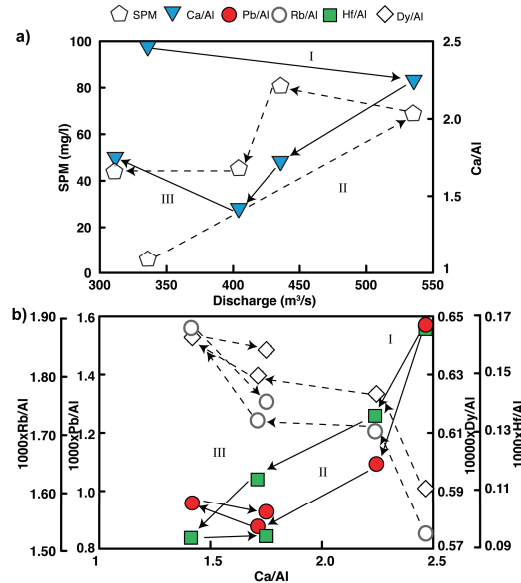 SPM Ca/Al Pb/Al Rb/Al Hf/Al Dy/Al
a)
100
80
60
40
20
0
SPM (mg/l)
2.5
2.0
1.5
1
Ca/Al
I
II
III
300 350 400 450 500 550
Discharge (m³/s)
b)
1.90
1.80
1.70
1.60
1.50
1000xRb/Al
1.6
1.4
1.2
1.0
0.8
1000xPb/Al
0.65
0.63
0.61
0.59
0.57
10000xDy/Al
0.17
0.15
0.13
0.11
0.09
1000xHf/Al
I
II
III
1 1.5 2.0 2.5
Ca/Al